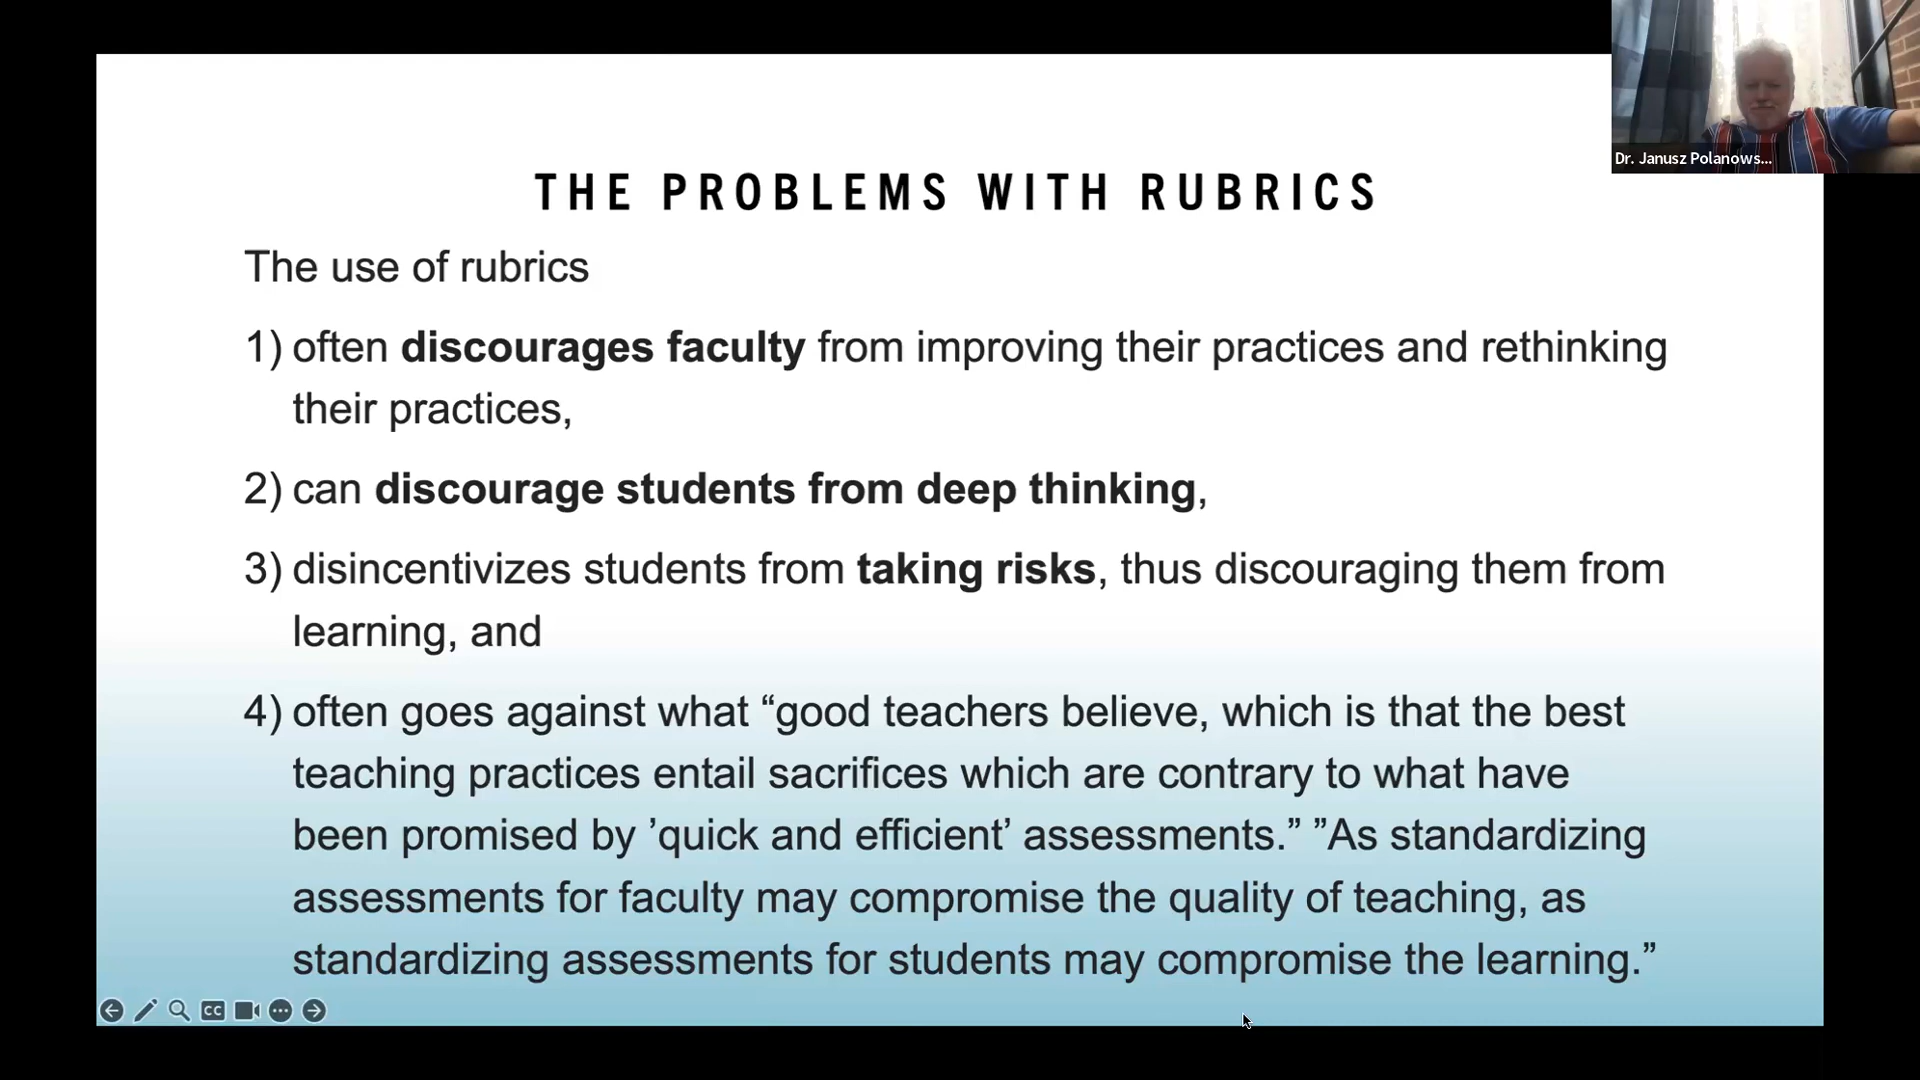 Dr. Janusz Polanows...
THE PROBLEMS WITH RUBRICS
The use of rubrics
1) often discourages faculty from improving their practices and rethinking
their practices,
2) can discourage students from deep thinking,
3) disincentivizes students from taking risks, thus discouraging them from
learning, and
4) often goes against what “good teachers believe, which is that the best
teaching practices entail sacrifices which are contrary to what have
been promised by ’quick and efficient’ assessments.” ”As standardizing
assessments for faculty may compromise the quality of teaching, as
standardizing assessments for students may compromise the learning.”
CC